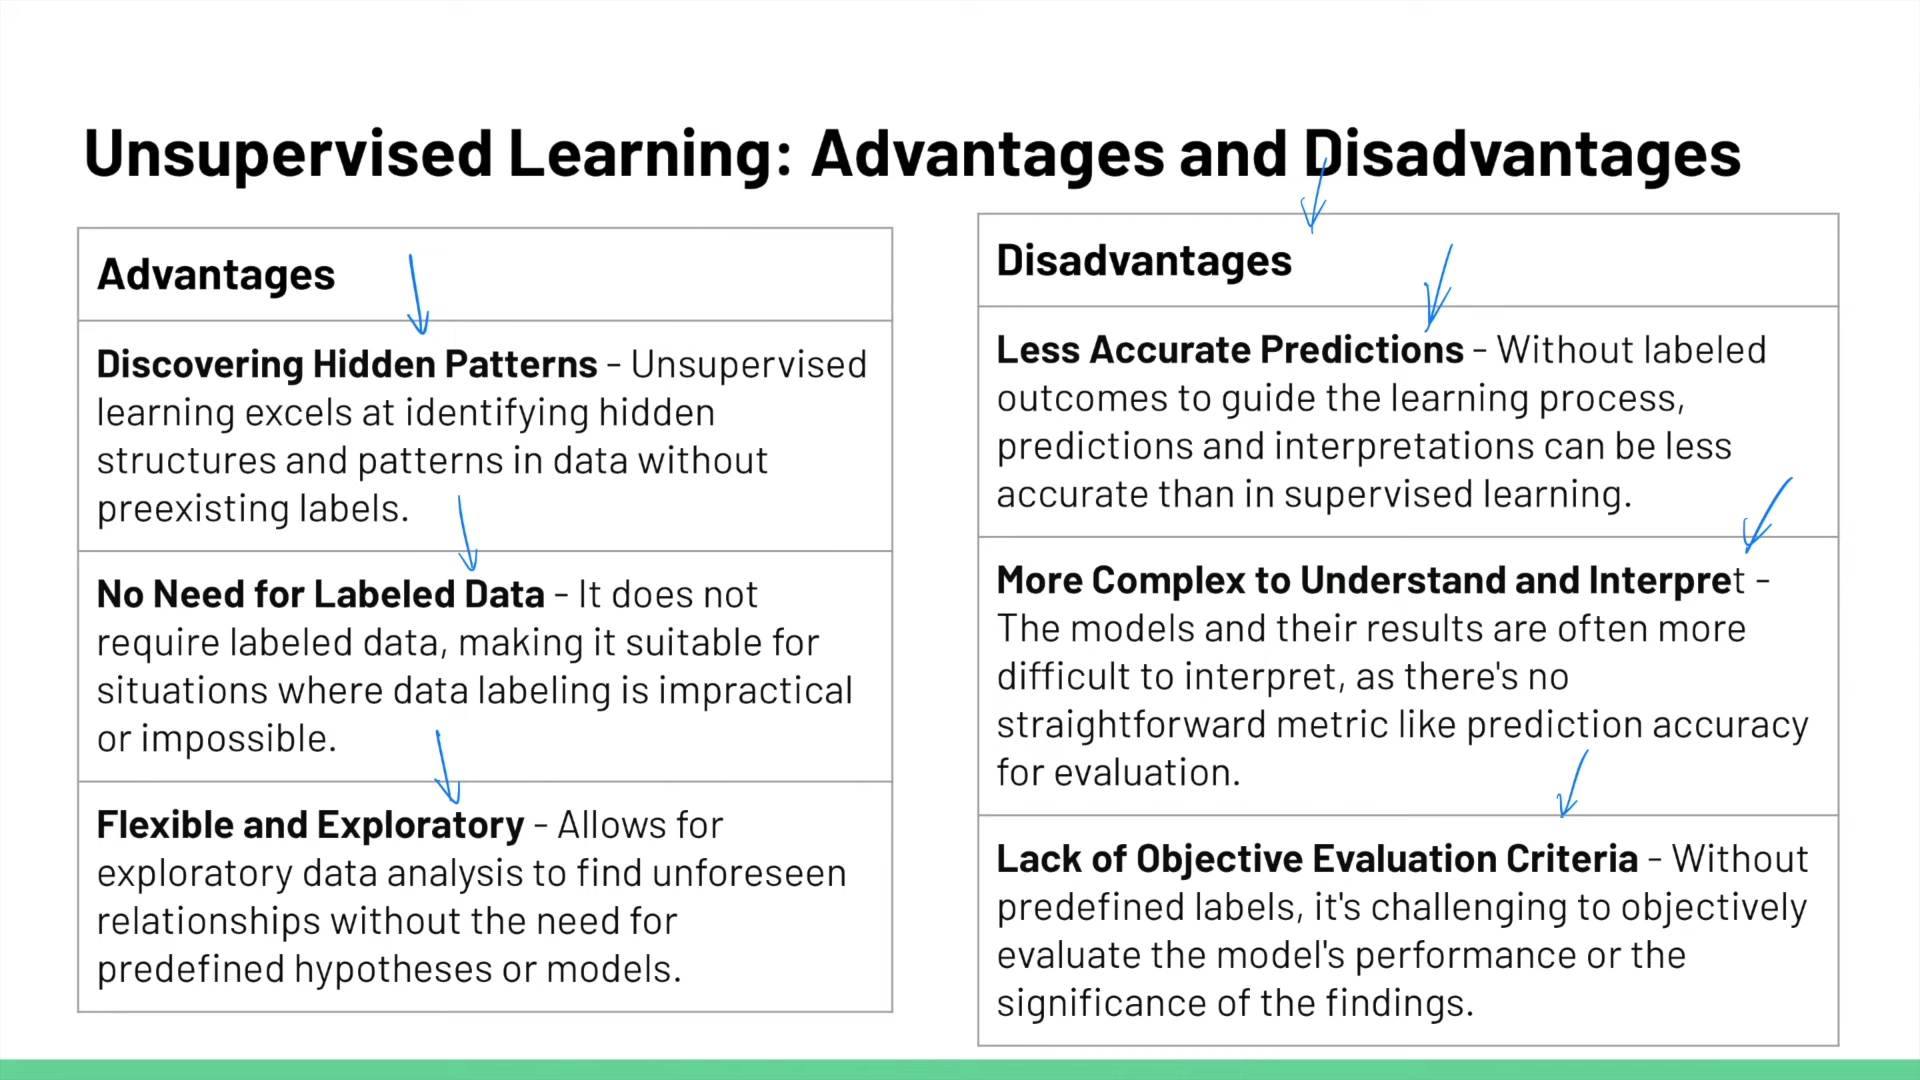 Unsupervised Learning: Advantages and Disadvantages
Advantages
Discovering Hidden Patterns - Unsupervised
learning excels at identifying hidden
structures and patterns in data without
preexisting labels.
No Need for Labeled Data - It does not
require labeled data, making it suitable for
situations where data labeling is impractical
or impossible.
Flexible and Exploratory - Allows for
exploratory data analysis to find unforeseen
relationships without the need for
predefined hypotheses or models.
Disadvantages
Less Accurate Predictions - Without labeled
outcomes to guide the learning process,
predictions and interpretations can be less
accurate than in supervised learning.
More Complex to Understand and Interpret -
The models and their results are often more
difficult to interpret, as there's no
straightforward metric like prediction accuracy
for evaluation.
Lack of Objective Evaluation Criteria - Without
predefined labels, it's challenging to objectively
evaluate the model's performance or the
significance of the findings.